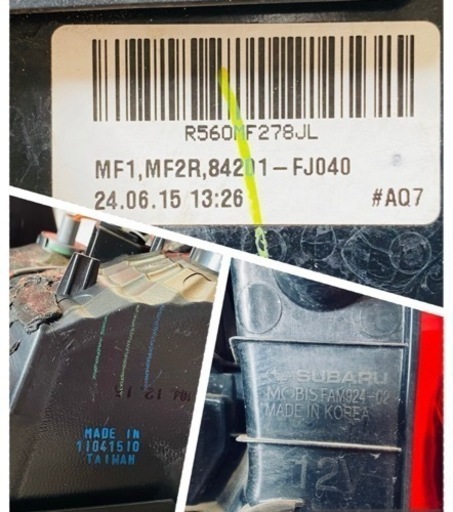 R560MF278JL
MF1,MF2R,84201-FJ040
24.06.15 13:26 #AQ7
MADE IN
11041510
TAIWAN
SUBARU
MOBIS FAM924-02
MADE IN KOREA
12V